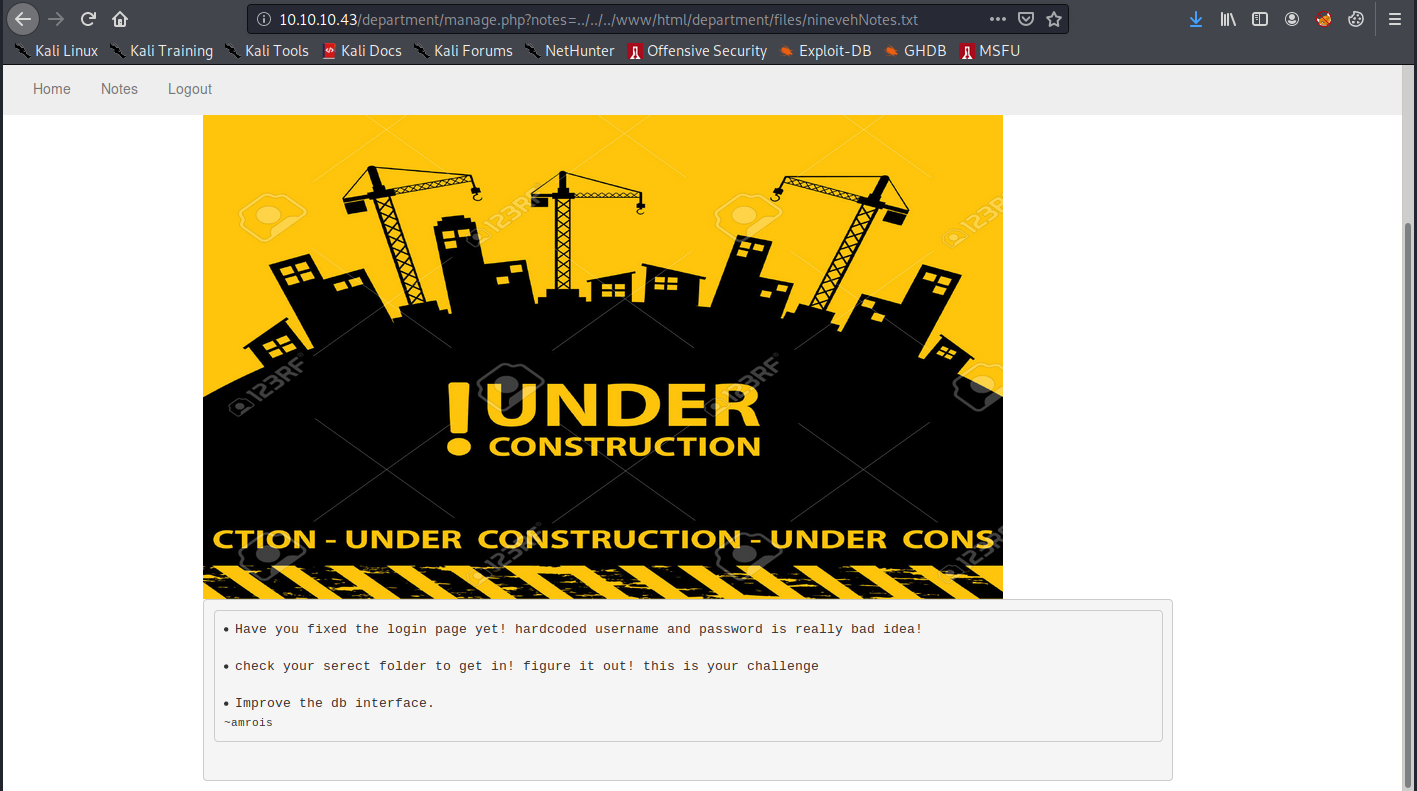 10.10.10.43/department/manage.php?notes=../../../www/html/department/files/ninevehNotes.txt
Kali Linux Kali Training Kali Tools Kali Docs Kali Forums NetHunter Offensive Security Exploit-DB GHDB MSFU
Home Notes Logout
123RF
123RF
123RF
123RF
!UNDER
CONSTRUCTION
CTION - UNDER CONSTRUCTION - UNDER CONS
• Have you fixed the login page yet! hardcoded username and password is really bad idea!
• check your serect folder to get in! figure it out! this is your challenge
• Improve the db interface.
~amrois